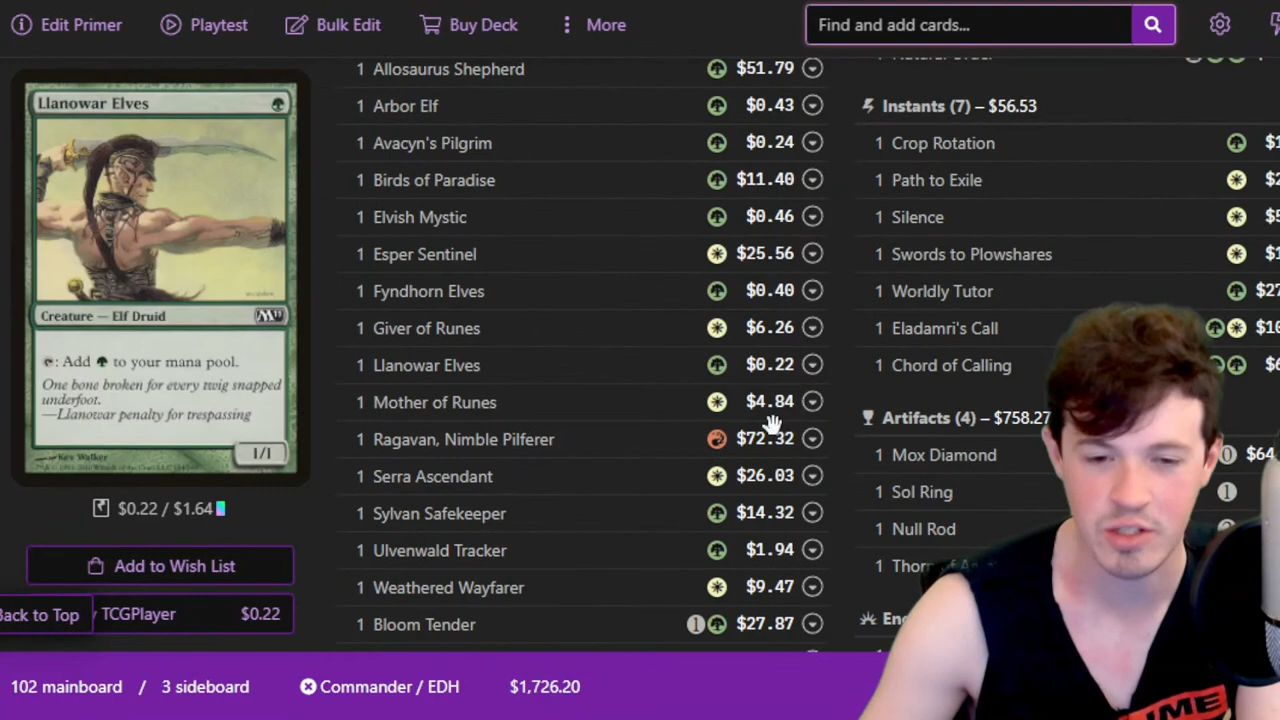 Edit Primer
Playtest
Bulk Edit
Buy Deck
More
Find and add cards...
Llanowar Elves
Creature — Elf Druid
: Add to your mana pool.
One bone broken for every twig snapped
underfoot.
—Llanowar penalty for trespassing
1/1
$0.22 / $1.64
Add to Wish List
Back to Top
TCGPlayer $0.22
1 Allosaurus Shepherd $51.79
1 Arbor Elf $0.43
1 Avacyn's Pilgrim $0.24
1 Birds of Paradise $11.40
1 Elvish Mystic $0.46
1 Esper Sentinel $25.56
1 Fyndhorn Elves $0.40
1 Giver of Runes $6.26
1 Llanowar Elves $0.22
1 Mother of Runes $4.84
1 Ragavan, Nimble Pilferer $72.32
1 Serra Ascendant $26.03
1 Sylvan Safekeeper $14.32
1 Ulvenwald Tracker $1.94
1 Weathered Wayfarer $9.47
1 Bloom Tender 1 $27.87
Instants (7) – $56.53
1 Crop Rotation
1 Path to Exile
1 Silence
1 Swords to Plowshares
1 Worldly Tutor
1 Eladamri's Call
1 Chord of Calling
Artifacts (4) – $758.27
1 Mox Diamond 0
1 Sol Ring 1
1 Null Rod
1
102 mainboard / 3 sideboard
Commander / EDH
$1,726.20